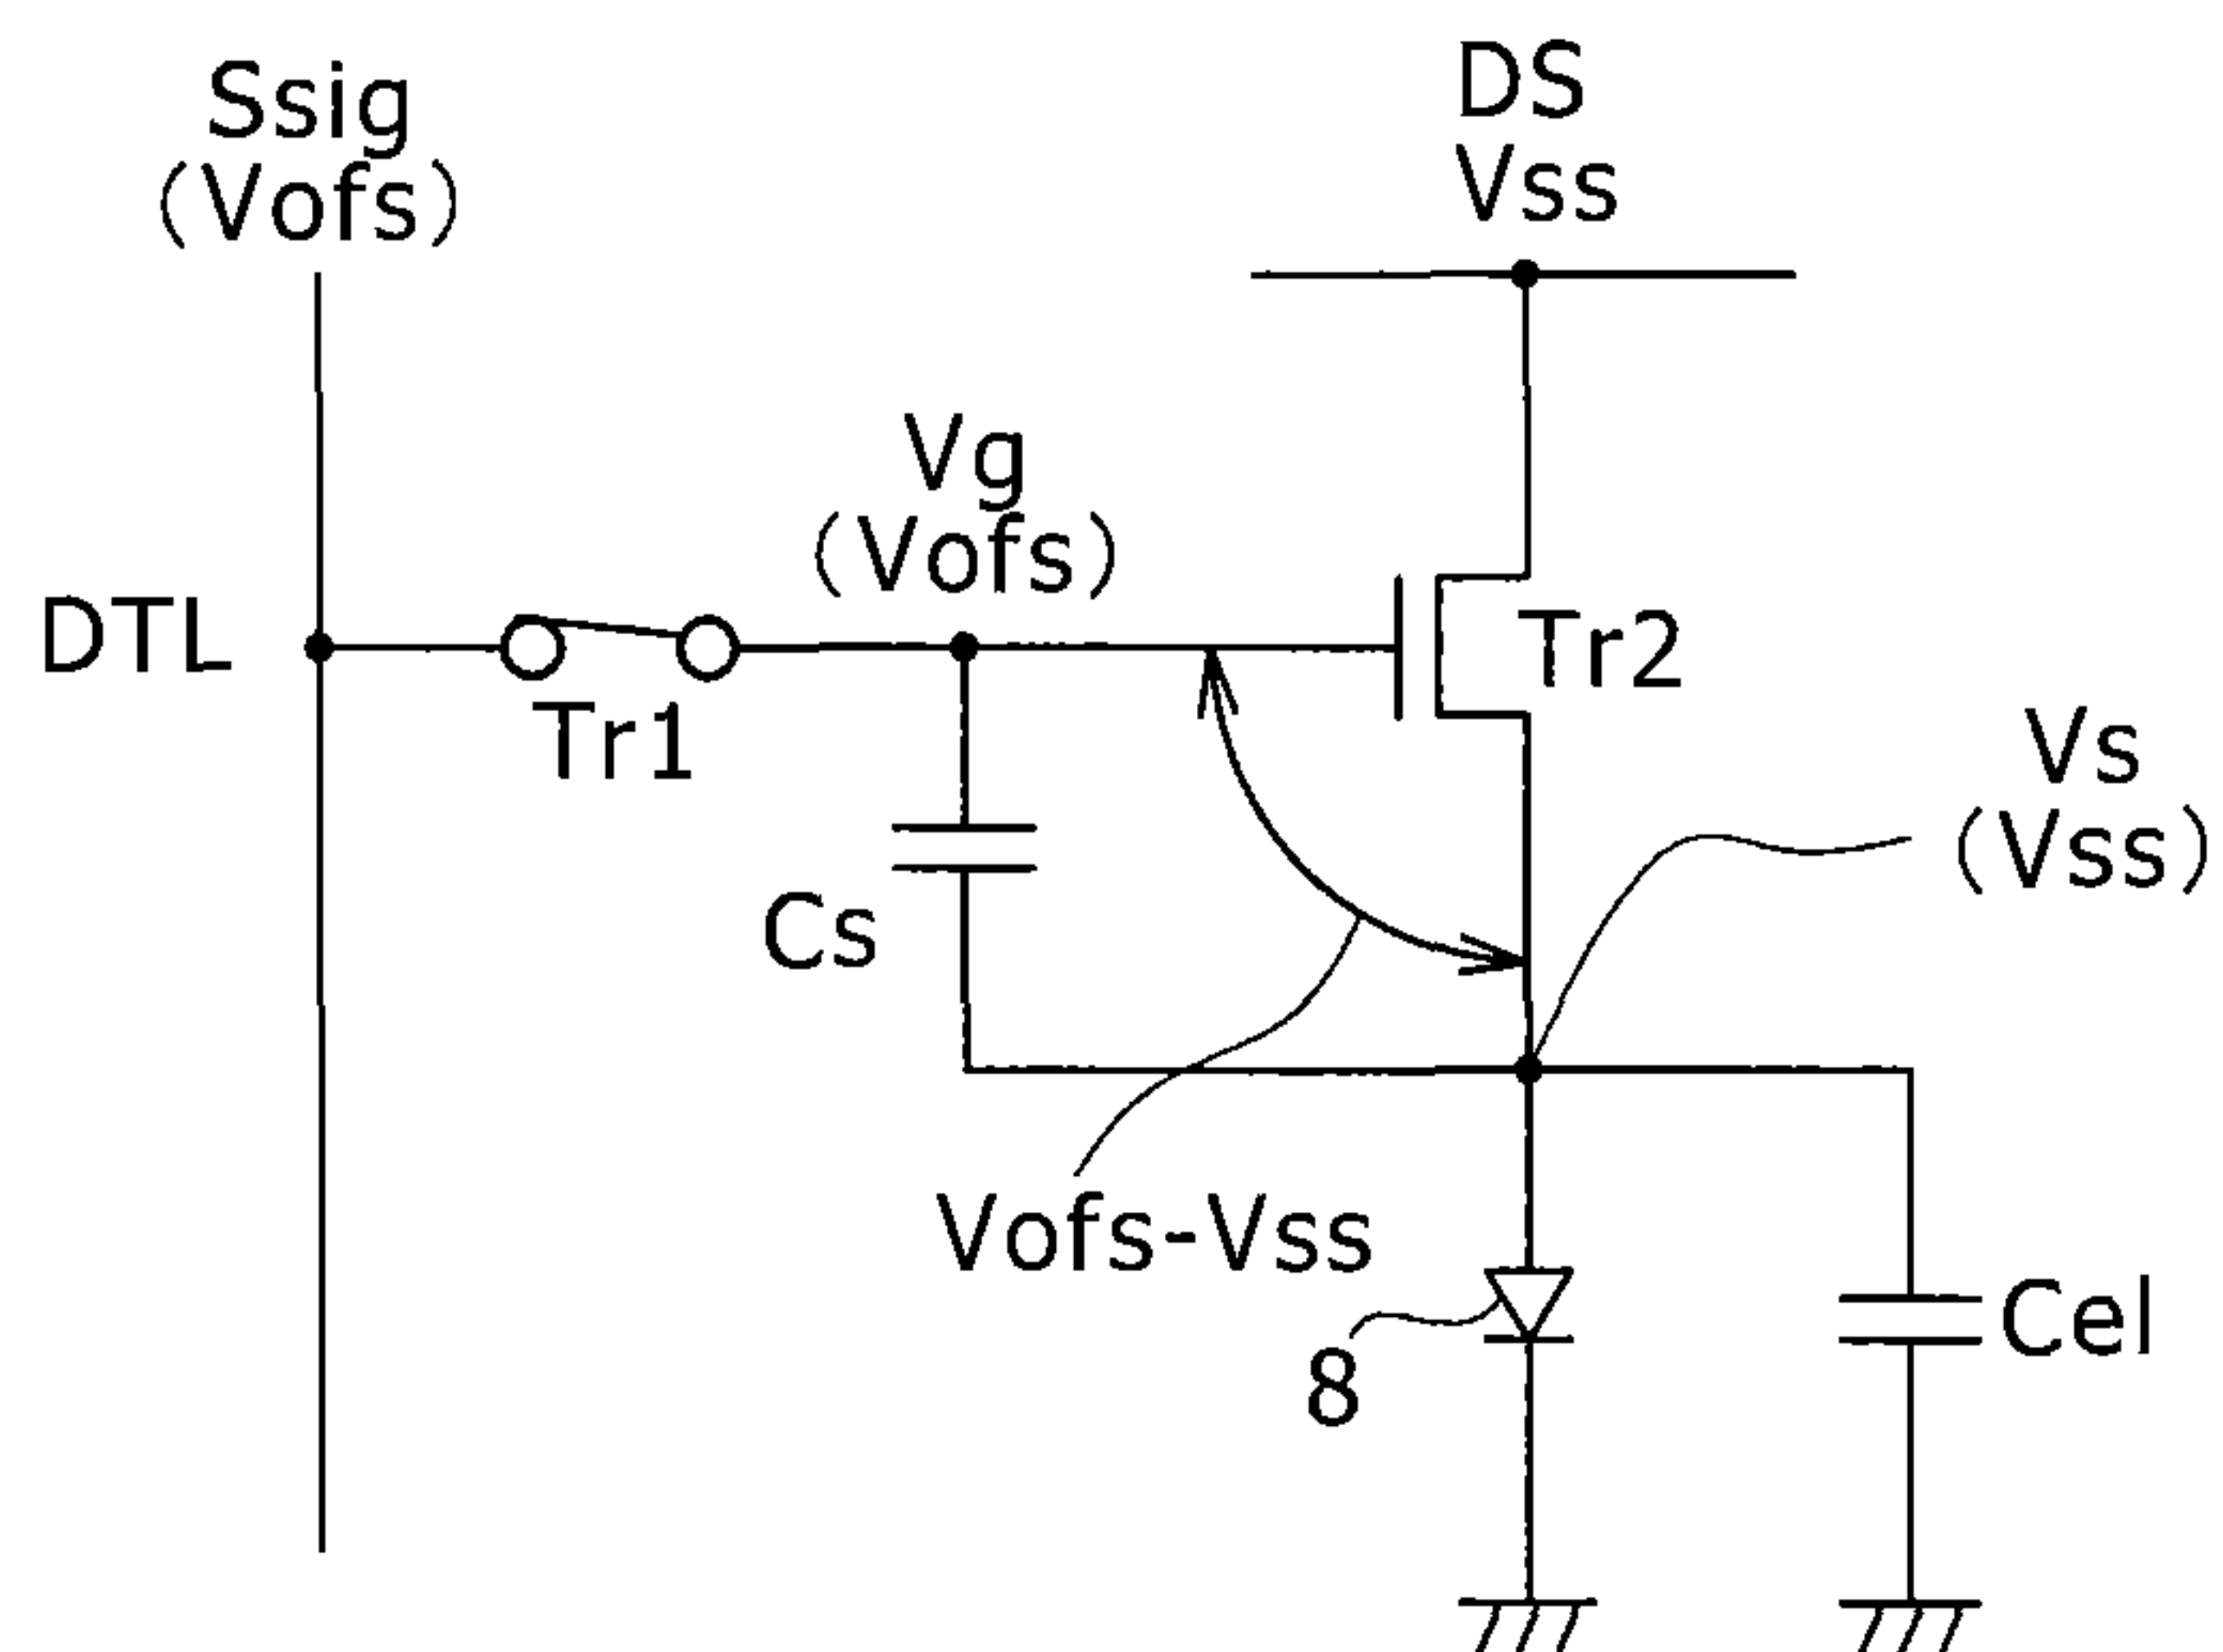 Ssig
(Vofs)
DS
Vss
Vg
(Vofs)
DTL
Tr1
Tr2
Vs
(Vss)
Cs
Vofs-Vss
8
Cel